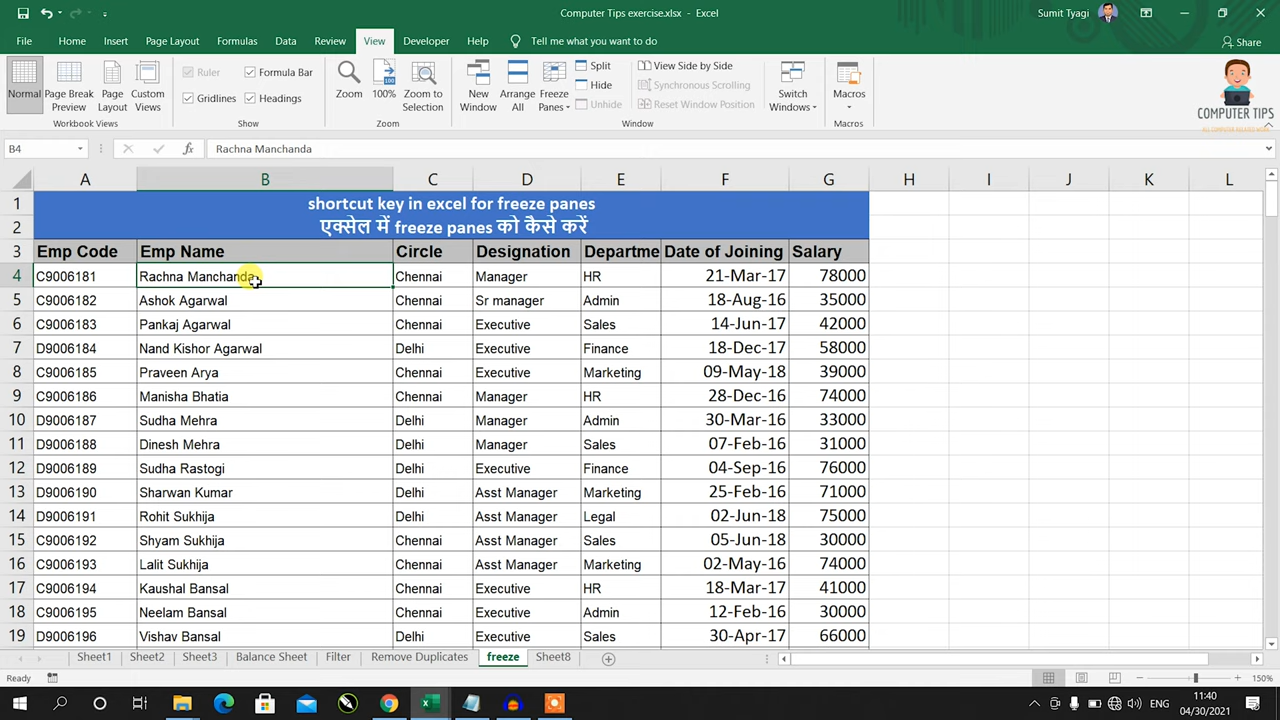 Computer Tips exercise.xlsx - Excel
Sumit Tyagi
File Home Insert Page Layout Formulas Data Review View Developer Help Tell me what you want to do
Share
Normal
Page Break Preview
Page Layout
Custom Views
Workbook Views
Ruler
Formula Bar
Gridlines
Headings
Show
Zoom
100%
Zoom to Selection
Zoom
New Window
Arrange All
Freeze Panes
Split
Hide
Unhide
View Side by Side
Synchronous Scrolling
Reset Window Position
Window
Switch Windows
Macros
Macros
COMPUTER TIPS
ALL COMPUTER RELATED WORK
B4 fx Rachna Manchanda
A B C D E F G H I J K L
1 shortcut key in excel for freeze panes
2 एक्सेल में freeze panes को कैसे करें
3 Emp Code Emp Name Circle Designation Departme Date of Joining Salary
4 C9006181 Rachna Manchanda Chennai Manager HR 21-Mar-17 78000
5 C9006182 Ashok Agarwal Chennai Sr manager Admin 18-Aug-16 35000
6 C9006183 Pankaj Agarwal Chennai Executive Sales 14-Jun-17 42000
7 D9006184 Nand Kishor Agarwal Delhi Executive Finance 18-Dec-17 58000
8 C9006185 Praveen Arya Chennai Executive Marketing 09-May-18 39000
9 C9006186 Manisha Bhatia Chennai Manager HR 28-Dec-16 74000
10 D9006187 Sudha Mehra Delhi Manager Admin 30-Mar-16 33000
11 D9006188 Dinesh Mehra Delhi Manager Sales 07-Feb-16 31000
12 D9006189 Sudha Rastogi Delhi Executive Finance 04-Sep-16 76000
13 D9006190 Sharwan Kumar Delhi Asst Manager Marketing 25-Feb-16 71000
14 D9006191 Rohit Sukhija Delhi Asst Manager Legal 02-Jun-18 75000
15 C9006192 Shyam Sukhija Chennai Asst Manager Sales 05-Jun-18 30000
16 C9006193 Lalit Sukhija Chennai Asst Manager Marketing 02-May-16 74000
17 C9006194 Kaushal Bansal Chennai Executive HR 18-Mar-17 41000
18 C9006195 Neelam Bansal Chennai Executive Admin 12-Feb-16 30000
19 D9006196 Vishav Bansal Delhi Executive Sales 30-Apr-17 66000
Sheet1 Sheet2 Sheet3 Balance Sheet Filter Remove Duplicates freeze Sheet8
Ready
150%
ENG
11:40
04/30/2021